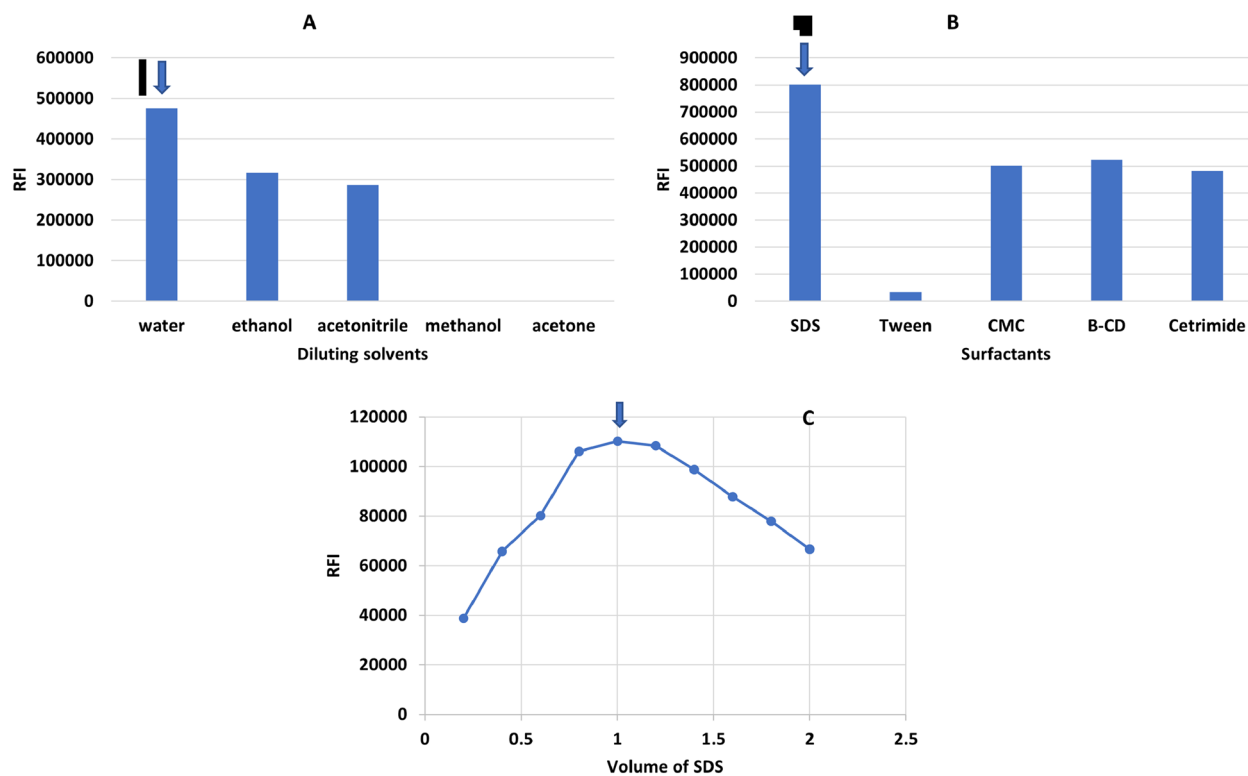 A
600000
500000
400000
300000
200000
100000
0
RFI
water ethanol acetonitrile methanol acetone
Diluting solvents
B
900000
800000
700000
600000
500000
400000
300000
200000
100000
0
RFI
SDS Tween CMC B-CD Cetrimide
Surfactants
C
120000
100000
80000
60000
40000
20000
0
RFI
0 0.5 1 1.5 2 2.5
Volume of SDS